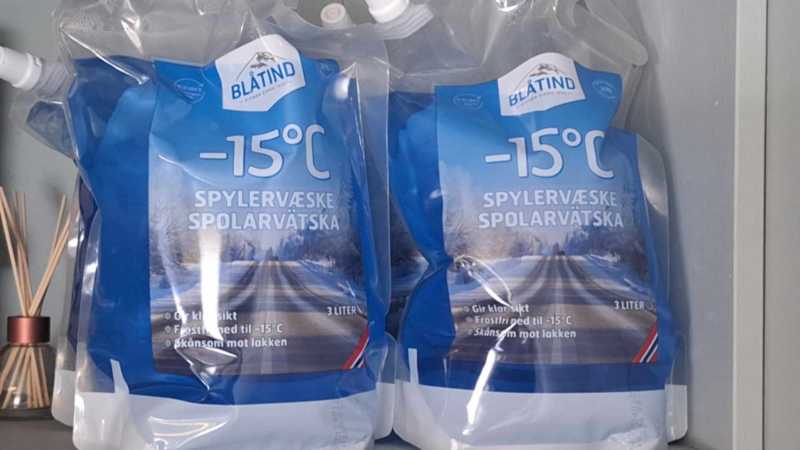 BLÅTIND
-15°C
SPYLERVÆSKE
SPOLARVÄTSKA
Gir klar sikt
3 LITER
Frostfri ned til -15°C
Skånsom mot lakken
BLÅTIND
-15°C
SPYLERVÆSKE
SPOLARVÄTSKA
Gir klar sikt
3 LITER
Frostfri ned til -15°C
Skånsom mot lakken